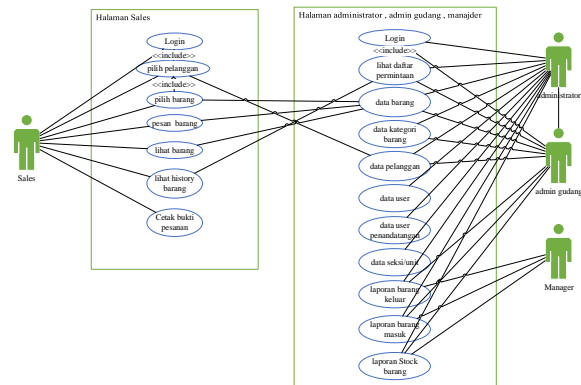 Halaman Sales
Login
<<include>>
pilih pelanggan
<<include>>
pilih barang
pesan barang
lihat barang
lihat history
barang
Cetak bukti
pesanan
Sales
Halaman administrator , admin gudang , manajder
Login
<<include>>
lihat daftar
permintaan
data barang
data kategori
barang
data pelanggan
data user
data user
penandatangan
data seksi/unit
laporan barang
keluar
laporan barang
masuk
laporan Stock
barang
administrator
admin gudang
Manager